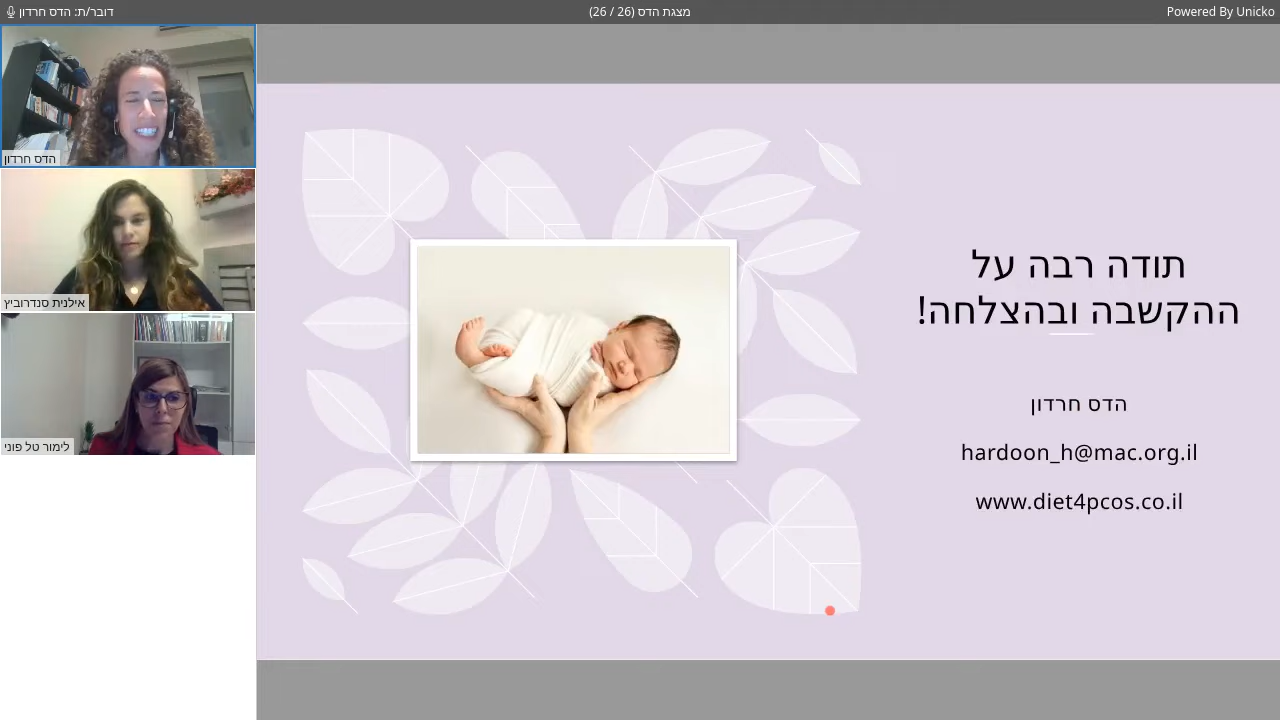 דובר/ת: הדס חרדון
מצגת הדס (26 / 26)
Powered By Unicko
הדס חרדון
אילנית סנדרוביץ
לימור טל פוני
תודה רבה על
ההקשבה ובהצלחה!
הדס חרדון
hardoon_h@mac.org.il
www.diet4pcos.co.il